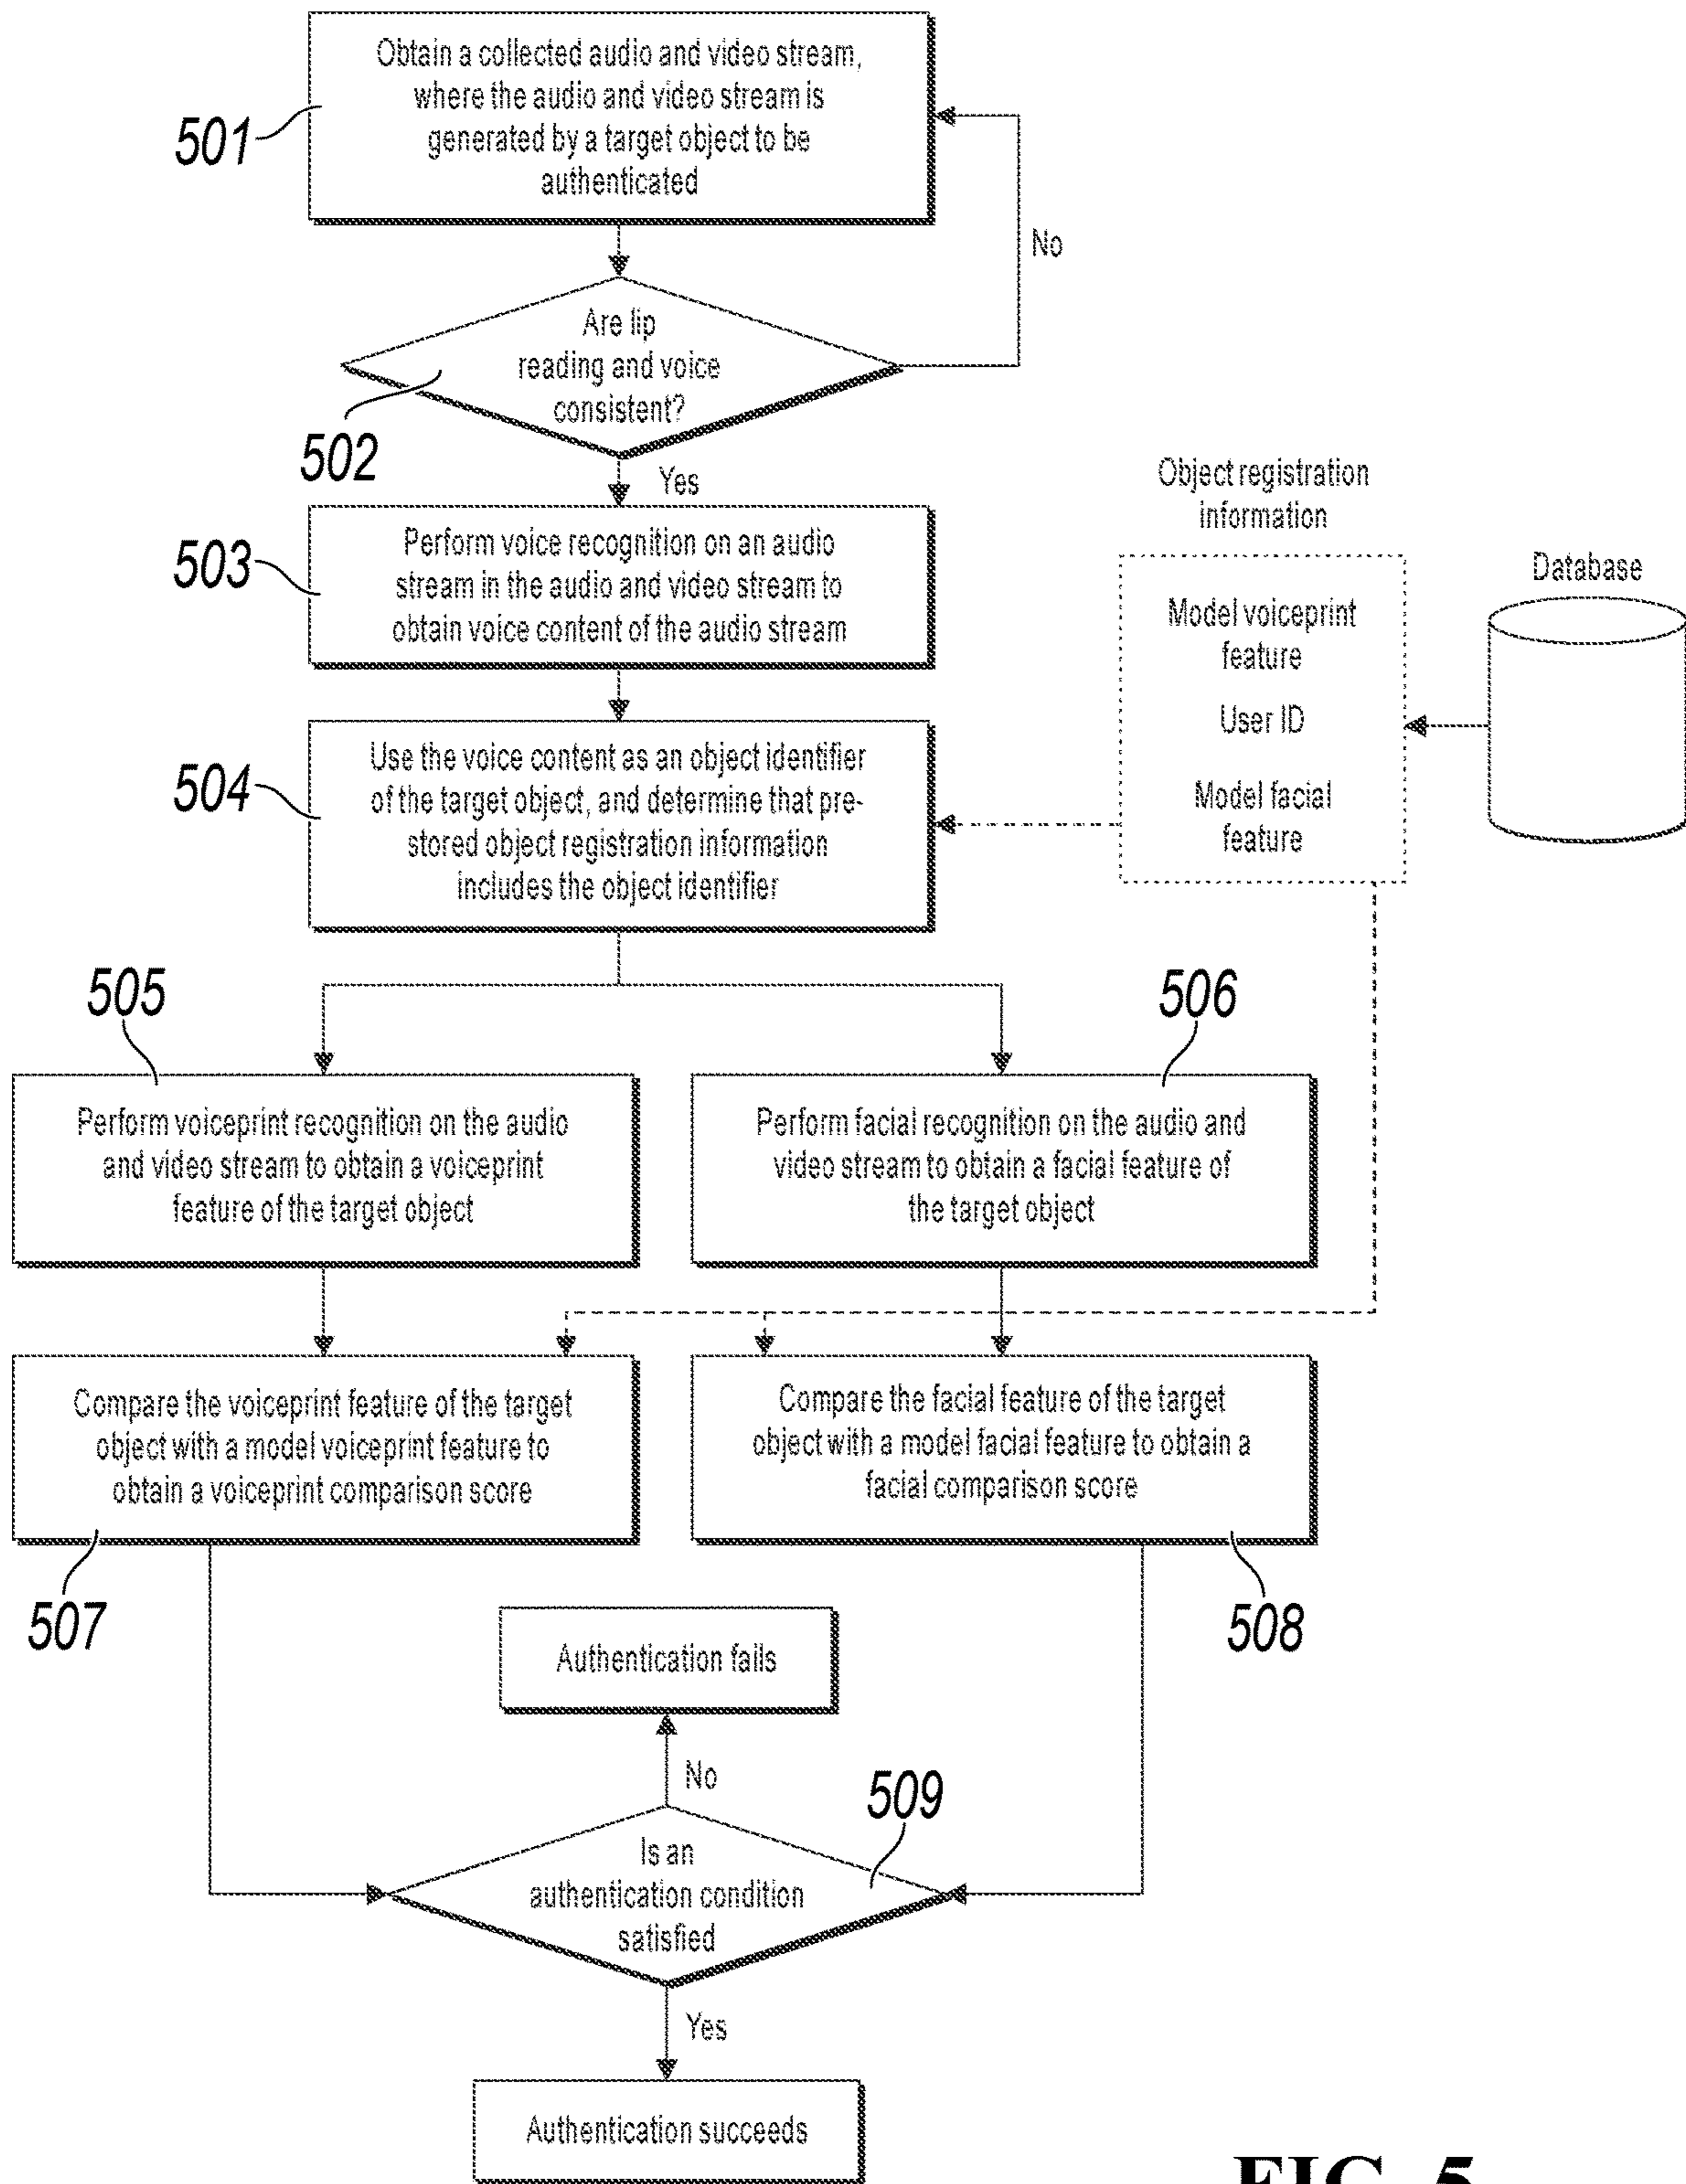 Obtain a collected audio and video stream,
where the audio and video stream is
generated by a target object to be
authenticated
501
No
Are lip
reading and voice
consistent?
502
Yes
Object registration
information
503
Perform voice recognition on an audio
stream in the audio and video stream to
obtain voice content of the audio stream
Database
Model voiceprint
feature
User ID
Model facial
feature
504
Use the voice content as an object identifier
of the target object, and determine that pre-
stored object registration information
includes the object identifier
505
506
Perform voiceprint recognition on the audio
and video stream to obtain a voiceprint
feature of the target object
Perform facial recognition on the audio and
video stream to obtain a facial feature of
the target object
Compare the voiceprint feature of the target
object with a model voiceprint feature to
obtain a voiceprint comparison score
Compare the facial feature of the target
object with a model facial feature to obtain a
facial comparison score
507
508
Authentication fails
No
509
Is an
authentication condition
satisfied
Yes
Authentication succeeds
FIG. 5